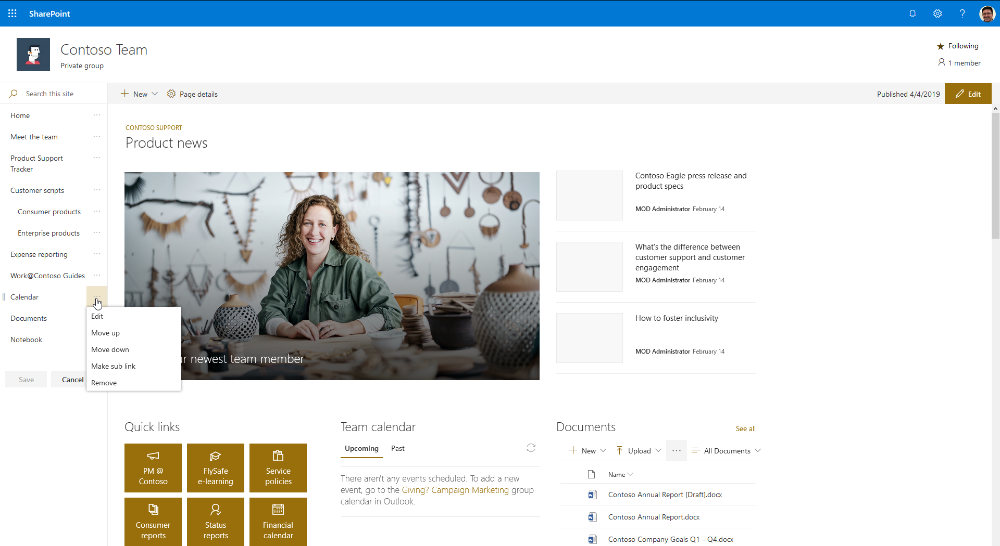 SharePoint
Contoso Team
Private group
Following
1 member
Search this site
New
Page details
Published 4/4/2019
Edit
Home
Meet the team
Product Support
Tracker
Customer scripts
Consumer products
Enterprise products
Expense reporting
Work@Contoso Guides
Calendar
Documents
Notebook
Save
Cancel
Edit
Move up
Move down
Make sub link
Remove
CONTOSO SUPPORT
Product news
r newest team member
Contoso Eagle press release and
product specs
MOD Administrator February 14
What's the difference between
customer support and customer
engagement
MOD Administrator February 14
How to foster inclusivity
MOD Administrator February 14
Quick links
PM @
Contoso
FlySafe
e-learning
Service
policies
Consumer
reports
Status
reports
Financial
calendar
Team calendar
Upcoming
Past
There aren't any events scheduled. To add a new
event, go to the Giving? Campaign Marketing group
calendar in Outlook.
Documents
See all
New
Upload
All Documents
Name
Contoso Annual Report [Draft].docx
Contoso Annual Report.docx
Contoso Company Goals Q1 - Q4.docx